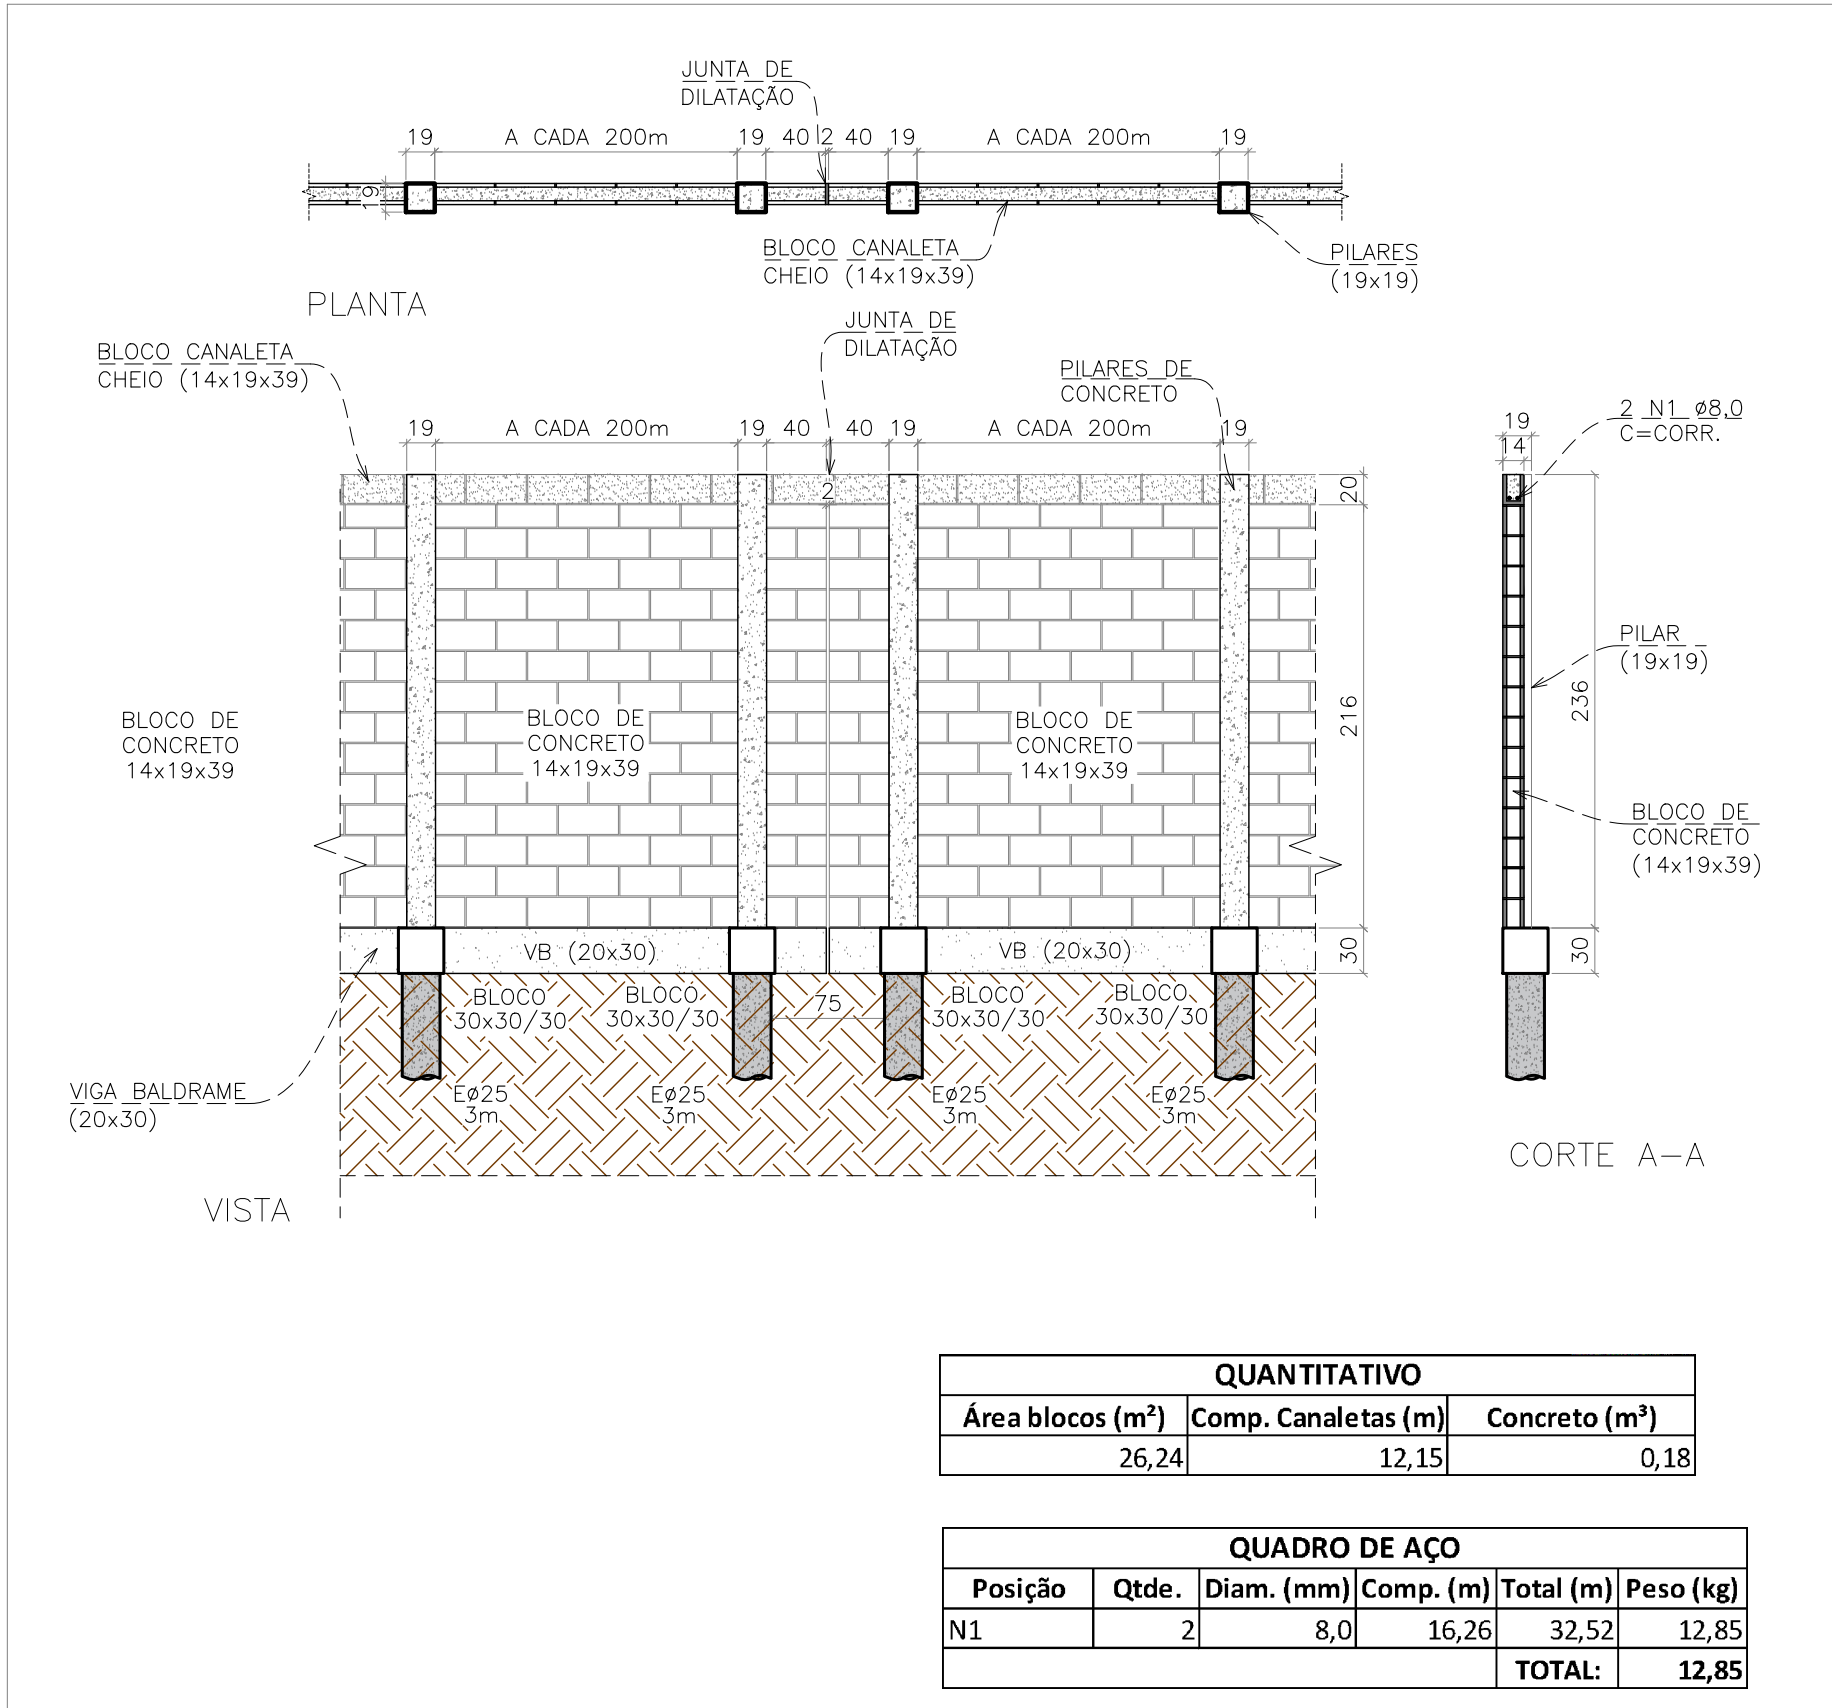 JUNTA DE
DILATAÇÃO
19
A CADA 200m
19
40
2
40
19
A CADA 200m
19
19
BLOCO CANALETA
CHEIO (14x19x39)
PILARES
(19x19)
PLANTA
JUNTA DE
DILATAÇÃO
BLOCO CANALETA
CHEIO (14x19x39)
PILARES DE
CONCRETO
19
A CADA 200m
19
40
40
19
A CADA 200m
19
2
20
216
30
19
14
2 N1 ø8,0
C=CORR.
236
30
PILAR
(19x19)
BLOCO DE
CONCRETO
14x19x39
BLOCO DE
CONCRETO
14x19x39
BLOCO DE
CONCRETO
14x19x39
BLOCO DE
CONCRETO
(14x19x39)
VB (20x30)
VB (20x30)
BLOCO
30x30/30
BLOCO
30x30/30
75
BLOCO
30x30/30
BLOCO
30x30/30
Eø25
3m
Eø25
3m
Eø25
3m
Eø25
3m
VIGA BALDRAME
(20x30)
CORTE A-A
VISTA
QUANTITATIVO
Área blocos (m²) Comp. Canaletas (m) Concreto (m³)
26,24 12,15 0,18
QUADRO DE AÇO
Posição Qtde. Diam. (mm) Comp. (m) Total (m) Peso (kg)
N1 2 8,0 16,26 32,52 12,85
TOTAL: 12,85